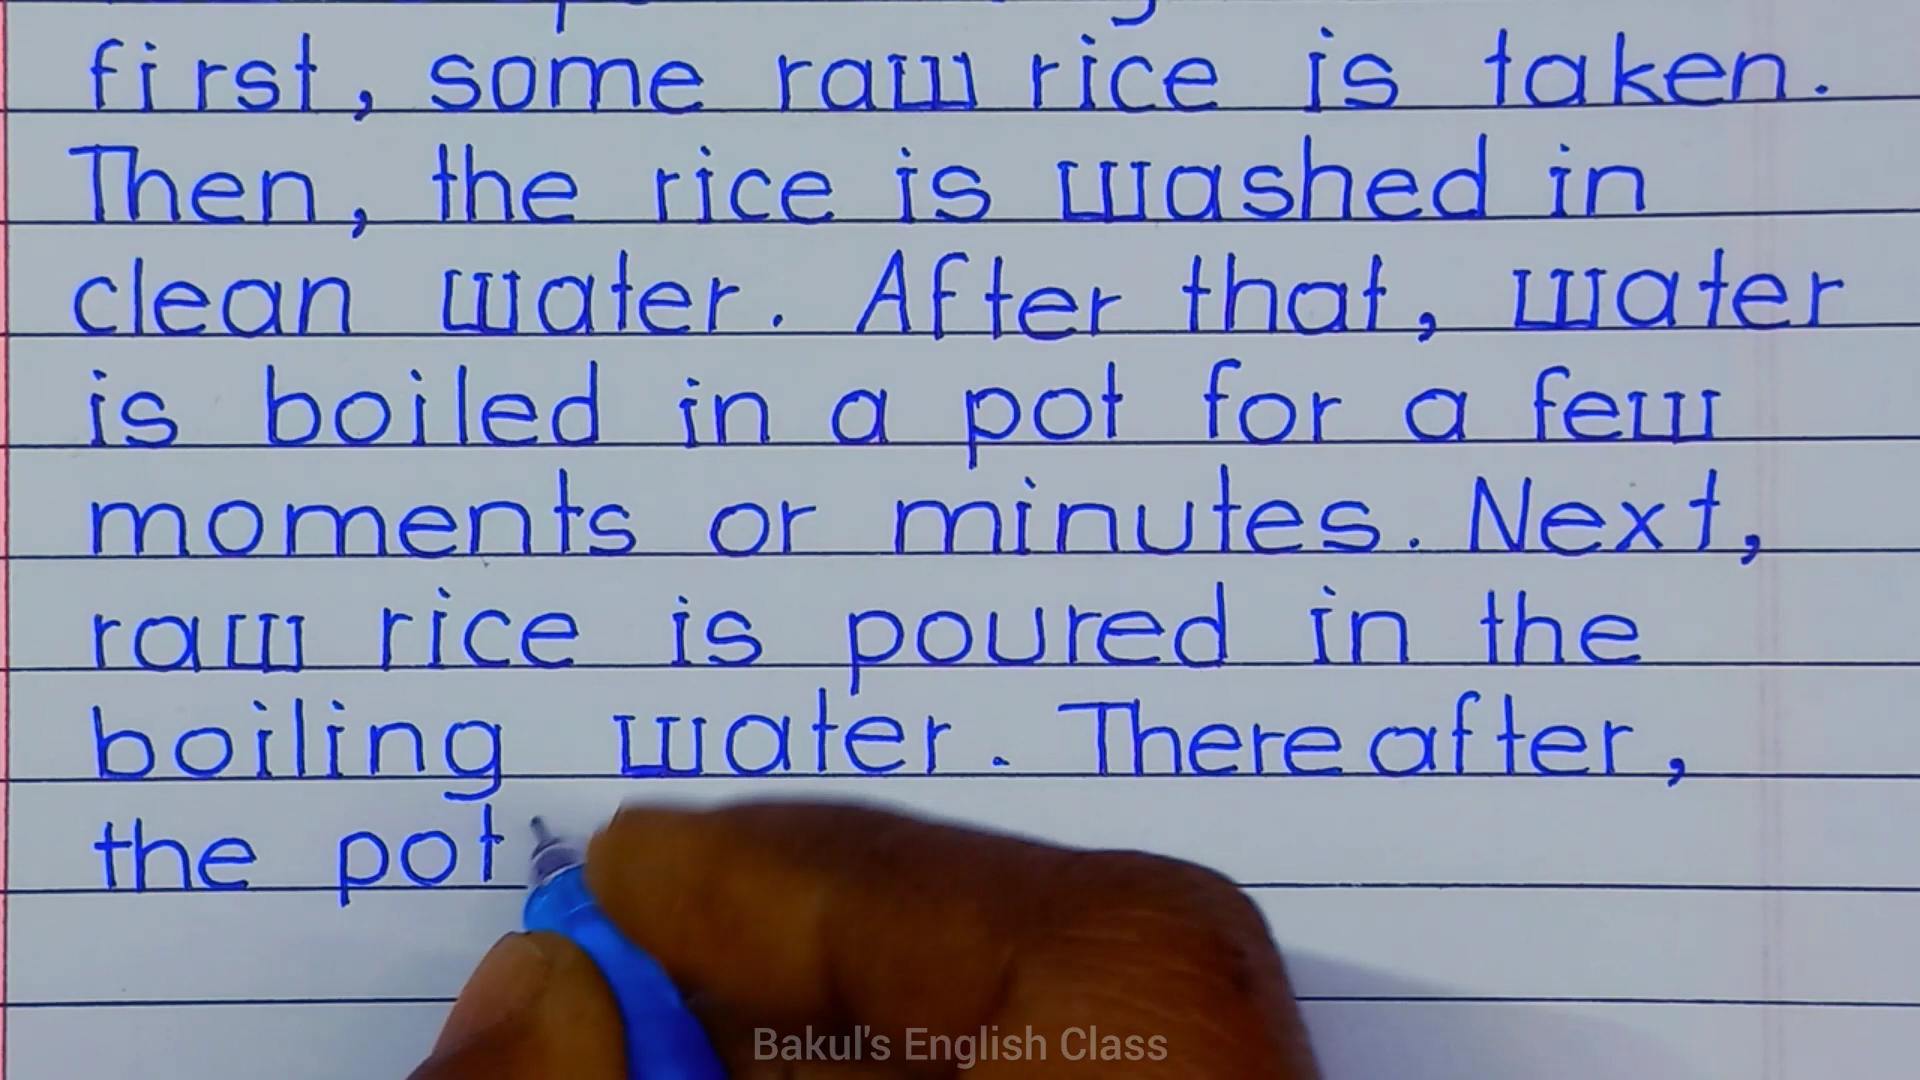 first, some raw rice is taken.
Then, the rice is washed in
clean water. After that, water
is boiled in a pot for a few
moments or minutes. Next,
raw rice is poured in the
boiling water. Thereafter,
the pot
Bakul's English Class